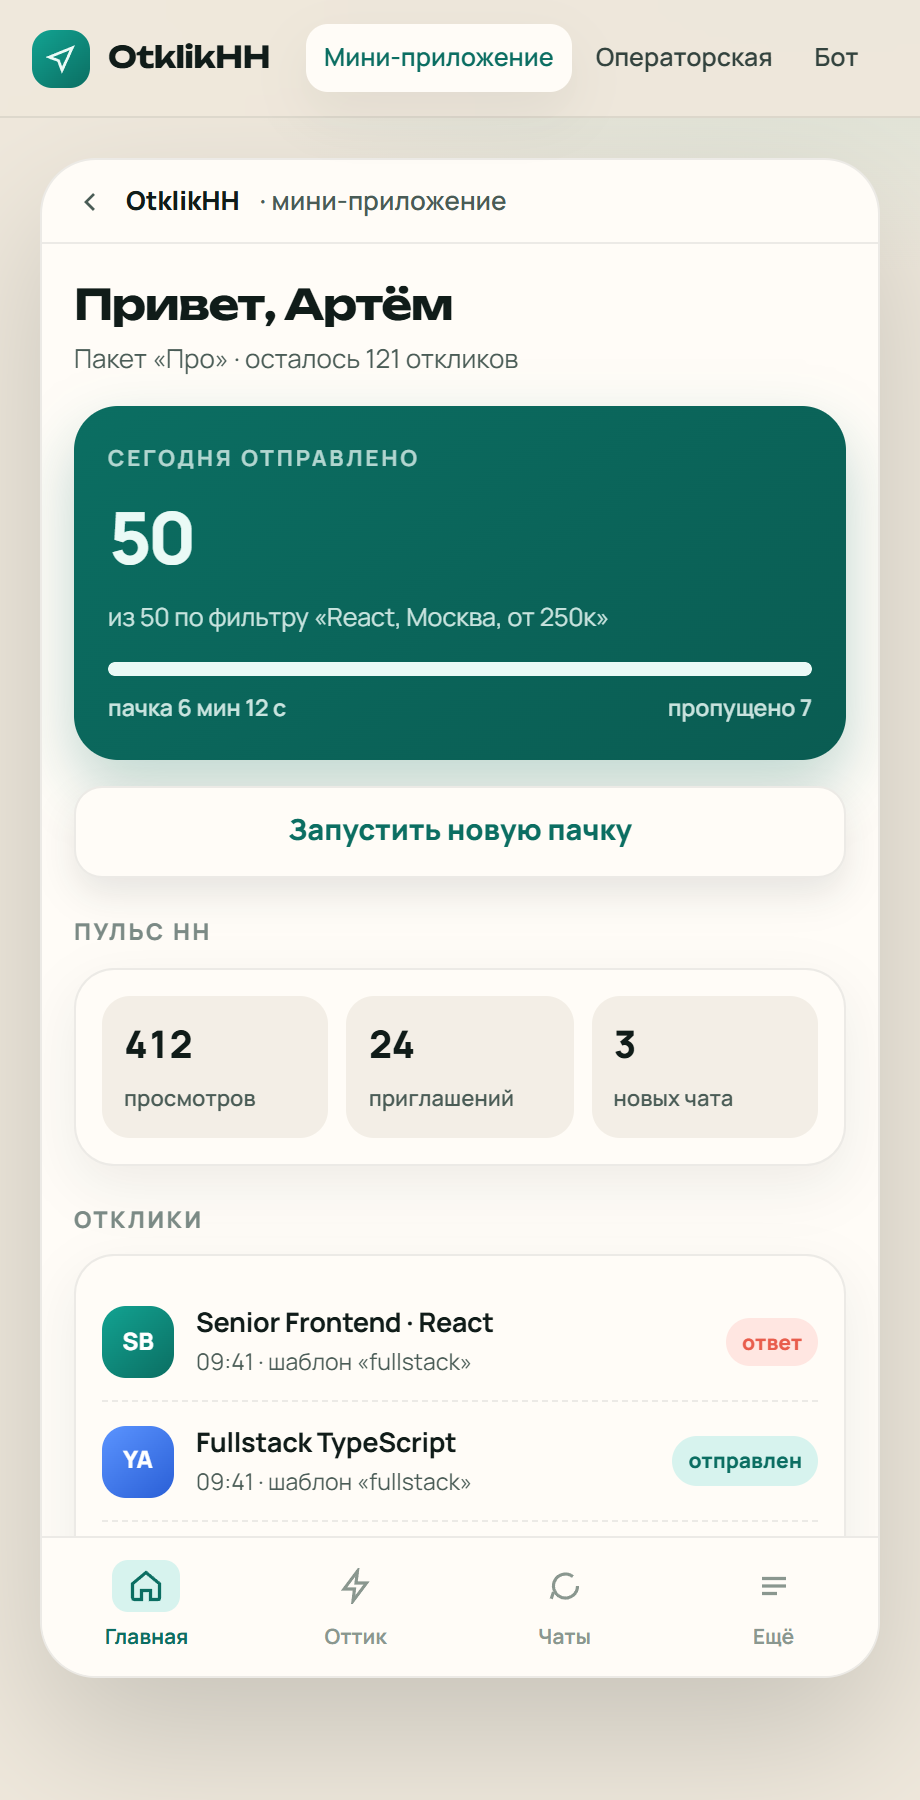 OtklikHH
Мини-приложение
Операторская
Бот
OtklikHH · мини-приложение
Привет, Артём
Пакет «Про» · осталось 121 откликов
СЕГОДНЯ ОТПРАВЛЕНО
50
из 50 по фильтру «React, Москва, от 250к»
пачка 6 мин 12 с
пропущено 7
Запустить новую пачку
ПУЛЬС HH
412
просмотров
24
приглашений
3
новых чата
ОТКЛИКИ
SB
Senior Frontend · React
09:41 · шаблон «fullstack»
ответ
YA
Fullstack TypeScript
09:41 · шаблон «fullstack»
отправлен
Главная
Оттик
Чаты
Ещё